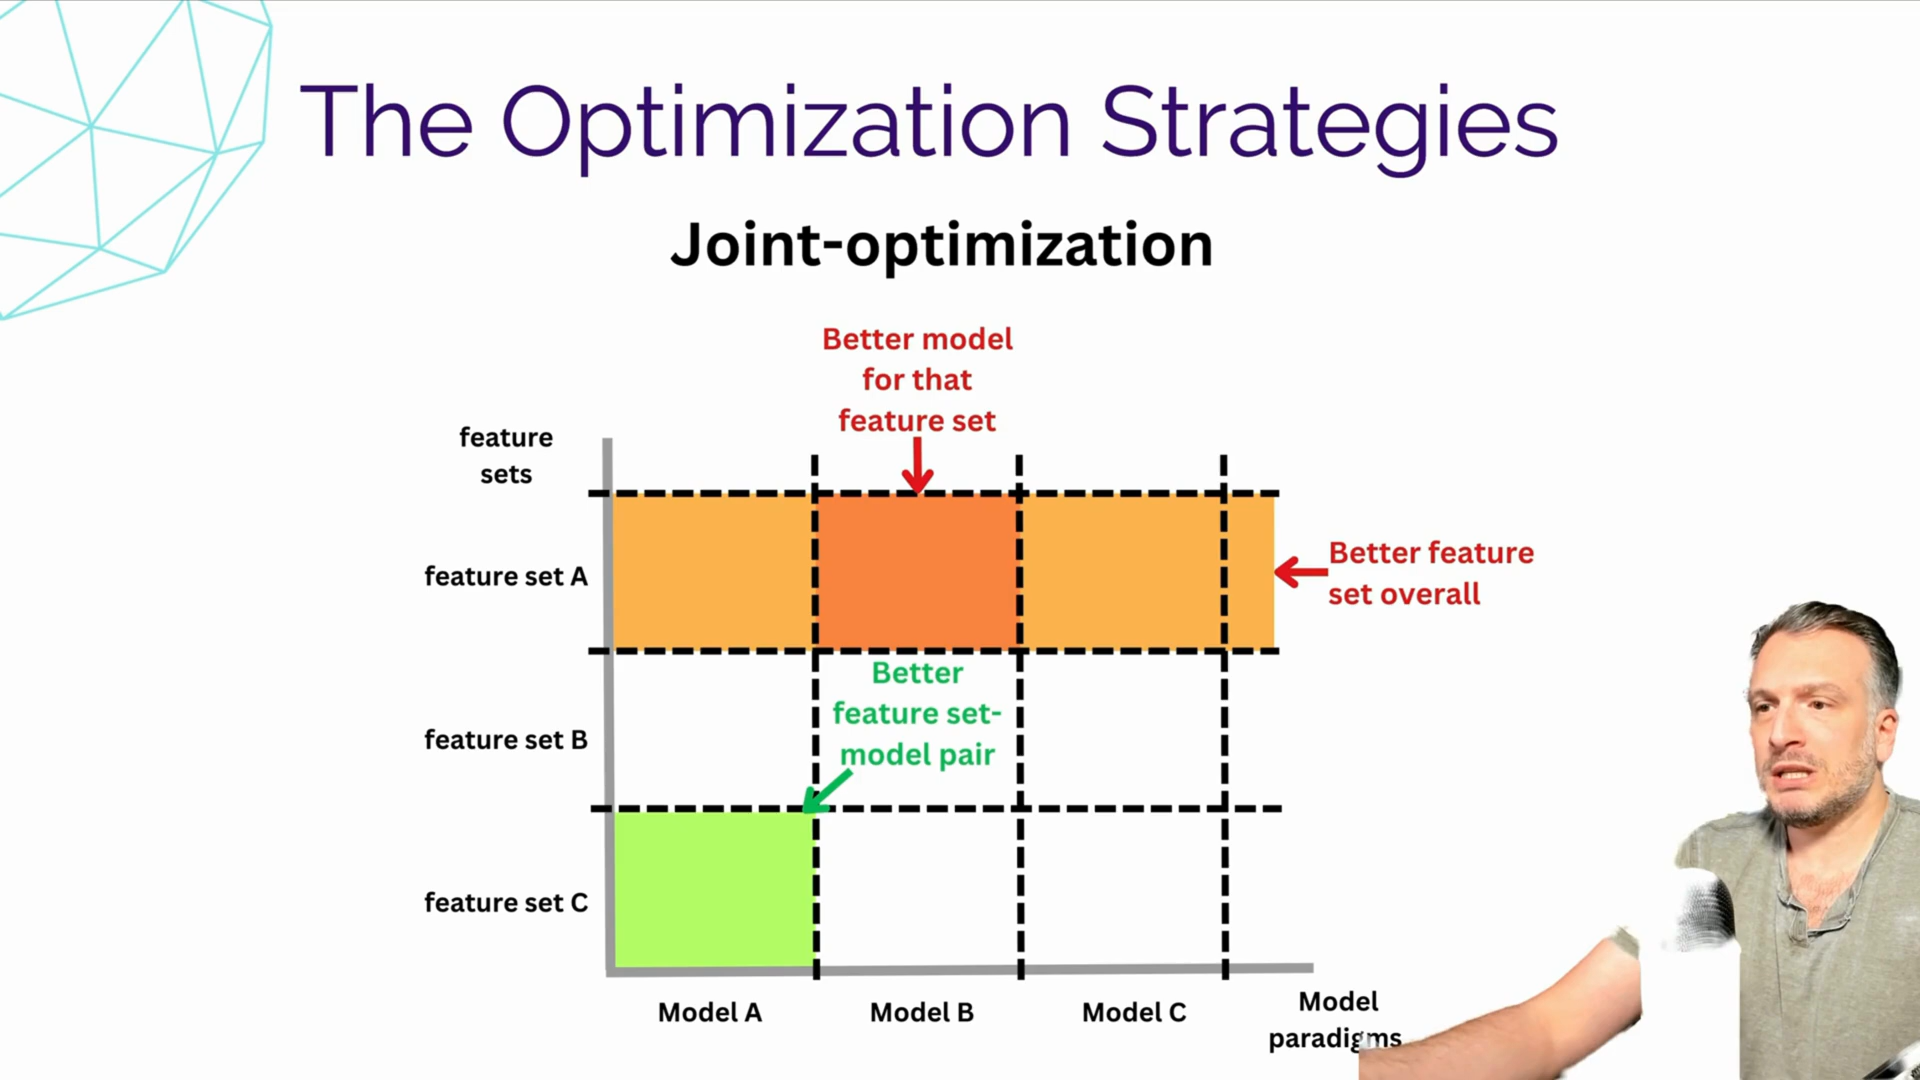 The Optimization Strategies
Joint-optimization
Better model
for that
feature set
feature
sets
feature set A
Better feature
set overall
Better
feature set-
model pair
feature set B
feature set C
Model A
Model B
Model C
Model
paradigms